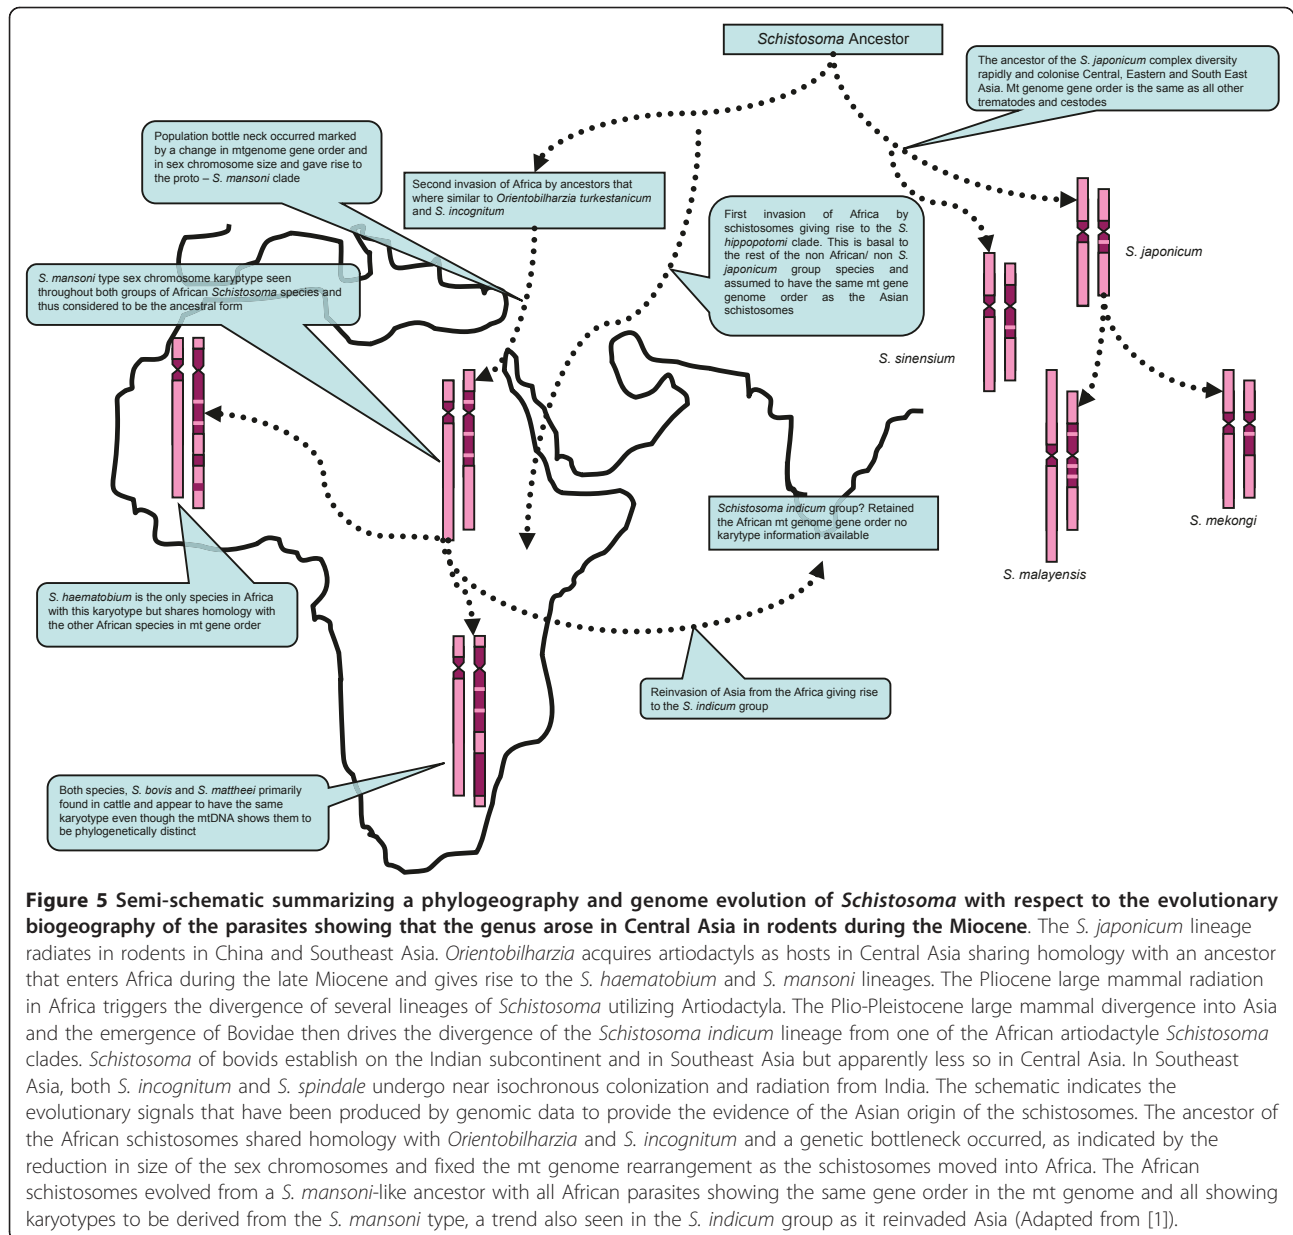 Schistosoma Ancestor
The ancestor of the S. japonicum complex diversity
rapidly and colonise Central, Eastern and South East
Asia. Mt genome gene order is the same as all other
trematodes and cestodes
Population bottle neck occurred marked
by a change in mtgenome gene order and
in sex chromosome size and gave rise to
the proto – S. mansoni clade
Second invasion of Africa by ancestors that
where similar to Orientobilharzia turkestanicum
and S. incognitum
First invasion of Africa by
schistosomes giving rise to the S.
hippopotomi clade. This is basal to
the rest of the non African/ non S.
japonicum group species and
assumed to have the same mt gene
genome order as the Asian
schistosomes
S. mansoni type sex chromosome karyptype seen
throughout both groups of African Schistosoma species and
thus considered to be the ancestral form
S. japonicum
S. sinensium
Schistosoma indicum group? Retained
the African mt genome gene order no
karytype information available
S. mekongi
S. malayensis
S. haematobium is the only species in Africa
with this karyotype but shares homology with
the other African species in mt gene order
Reinvasion of Asia from the Africa giving rise
to the S. indicum group
Both species, S. bovis and S. mattheei primarily
found in cattle and appear to have the same
karyotype even though the mtDNA shows them to
be phylogenetically distinct
Figure 5 Semi-schematic summarizing a phylogeography and genome evolution of Schistosoma with respect to the evolutionary
biogeography of the parasites showing that the genus arose in Central Asia in rodents during the Miocene. The S. japonicum lineage
radiates in rodents in China and Southeast Asia. Orientobilharzia acquires artiodactyls as hosts in Central Asia sharing homology with an ancestor
that enters Africa during the late Miocene and gives rise to the S. haematobium and S. mansoni lineages. The Pliocene large mammal radiation
in Africa triggers the divergence of several lineages of Schistosoma utilizing Artiodactyla. The Plio-Pleistocene large mammal divergence into Asia
and the emergence of Bovidae then drives the divergence of the Schistosoma indicum lineage from one of the African artiodactyle Schistosoma
clades. Schistosoma of bovids establish on the Indian subcontinent and in Southeast Asia but apparently less so in Central Asia. In Southeast
Asia, both S. incognitum and S. spindale undergo near isochronous colonization and radiation from India. The schematic indicates the
evolutionary signals that have been produced by genomic data to provide the evidence of the Asian origin of the schistosomes. The ancestor of
the African schistosomes shared homology with Orientobilharzia and S. incognitum and a genetic bottleneck occurred, as indicated by the
reduction in size of the sex chromosomes and fixed the mt genome rearrangement as the schistosomes moved into Africa. The African
schistosomes evolved from a S. mansoni-like ancestor with all African parasites showing the same gene order in the mt genome and all showing
karyotypes to be derived from the S. mansoni type, a trend also seen in the S. indicum group as it reinvaded Asia (Adapted from [1]).